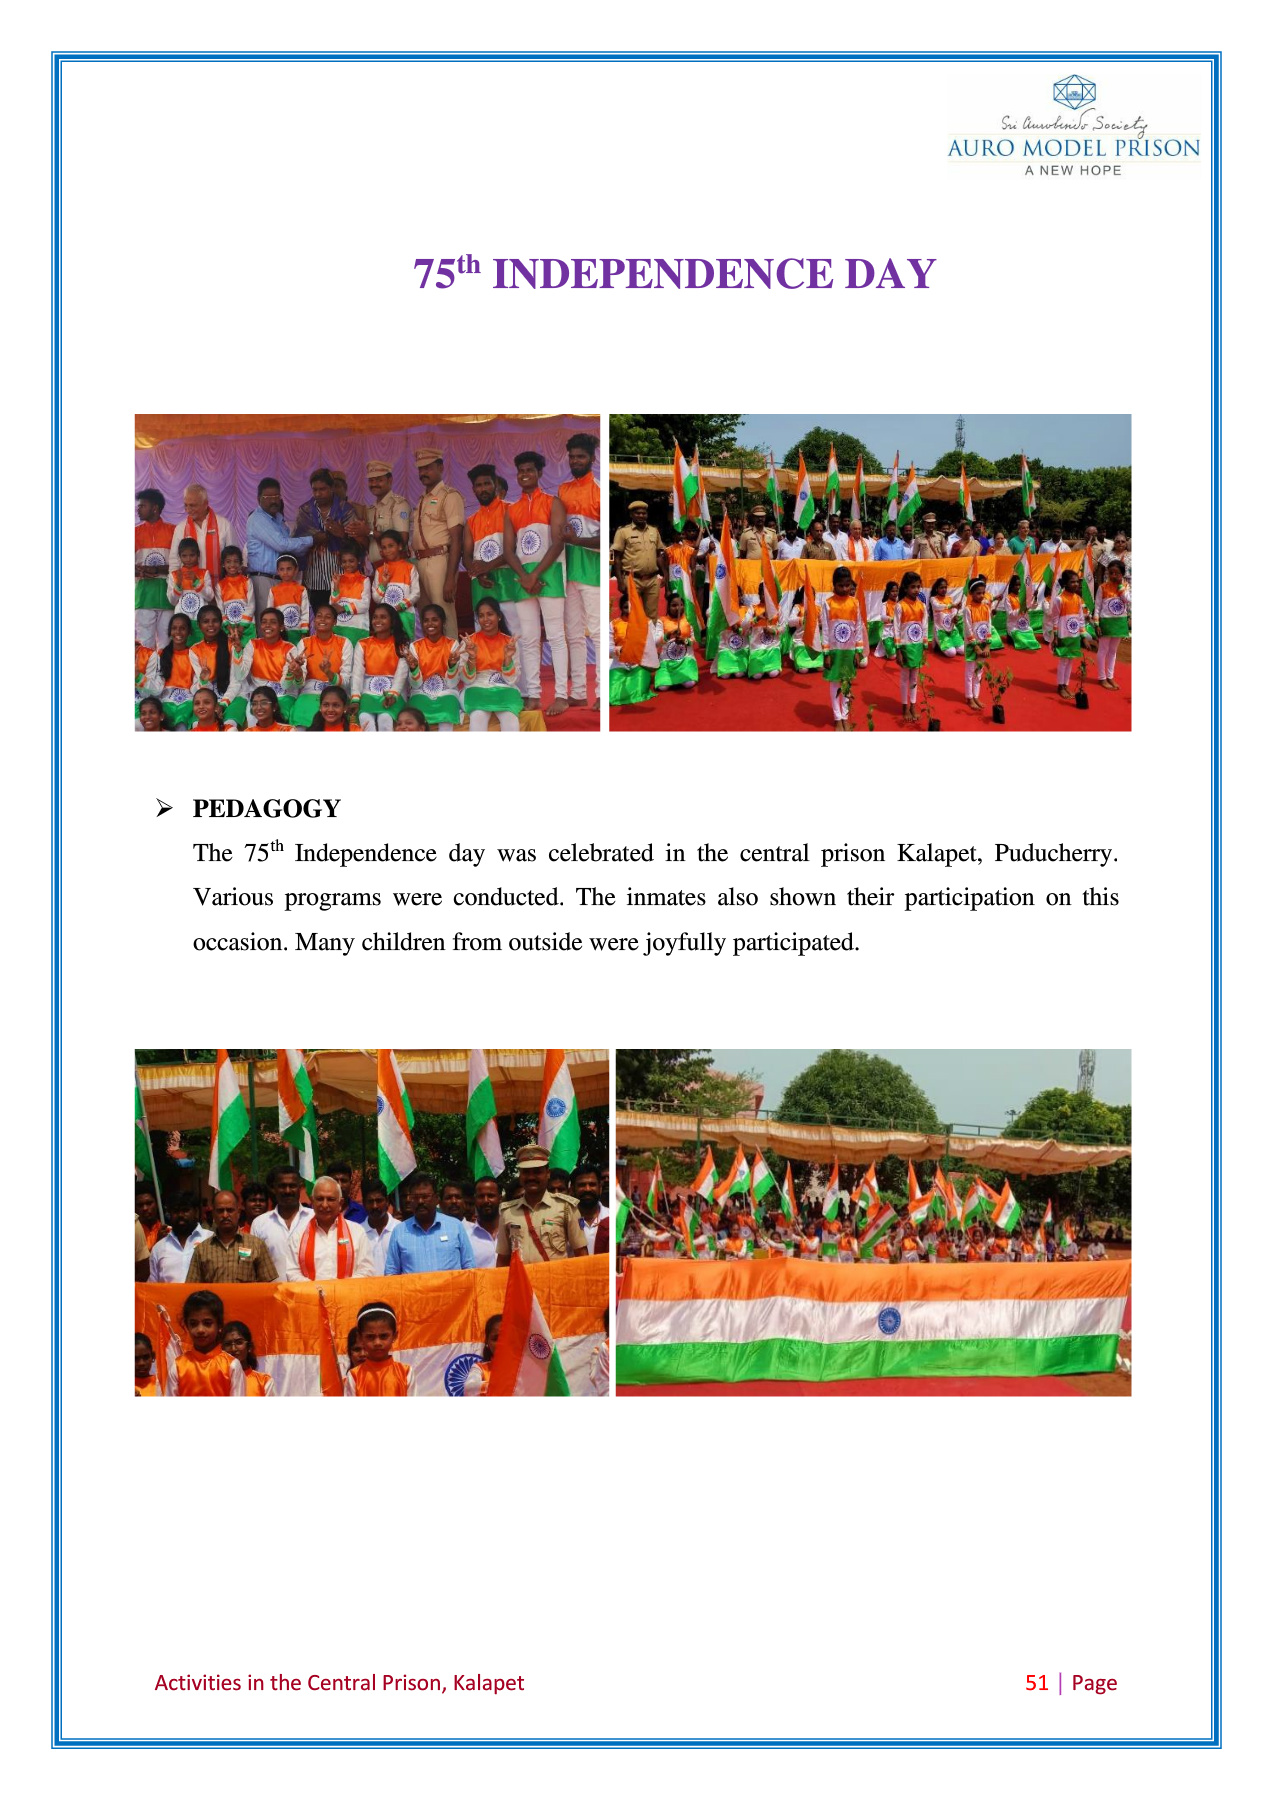 Sri Aurobindo Society
AURO MODEL PRISON
A NEW HOPE
75th INDEPENDENCE DAY
➢ PEDAGOGY
The 75th Independence day was celebrated in the central prison Kalapet, Puducherry.
Various programs were conducted. The inmates also shown their participation on this
occasion. Many children from outside were joyfully participated.
Activities in the Central Prison, Kalapet
51 | Page